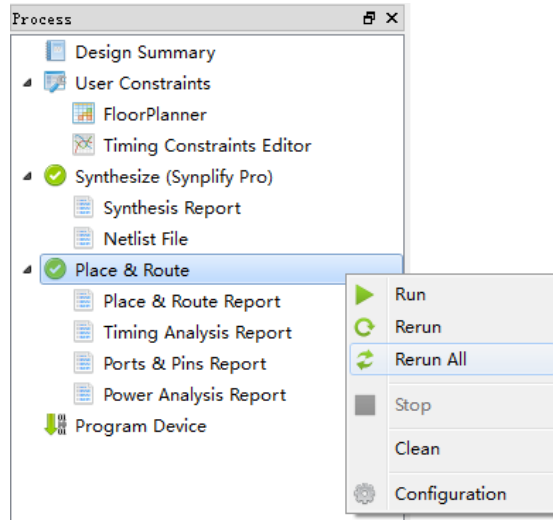 Process
Design Summary
User Constraints
FloorPlanner
Timing Constraints Editor
Synthesize (Synplify Pro)
Synthesis Report
Netlist File
Place & Route
Place & Route Report
Timing Analysis Report
Ports & Pins Report
Power Analysis Report
Program Device
Run
Rerun
Rerun All
Stop
Clean
Configuration